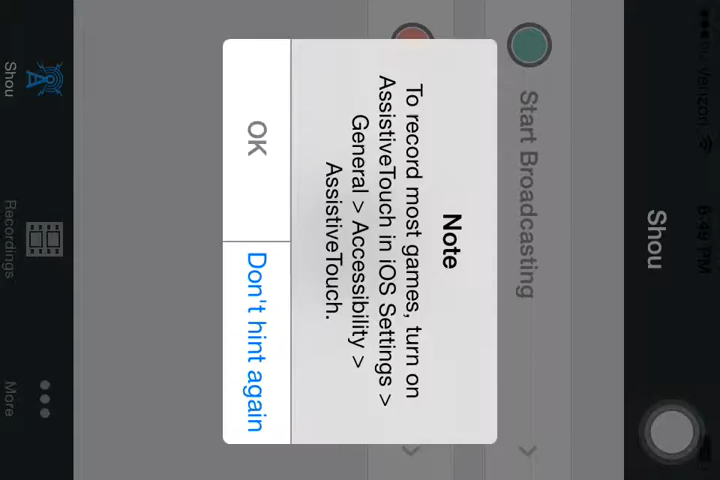 Verizon
6:49 PM
Shou
Start Broadcasting
Note
To record most games, turn on
AssistiveTouch in iOS Settings >
General > Accessibility >
AssistiveTouch.
OK
Don't hint again
Shou
Recordings
More